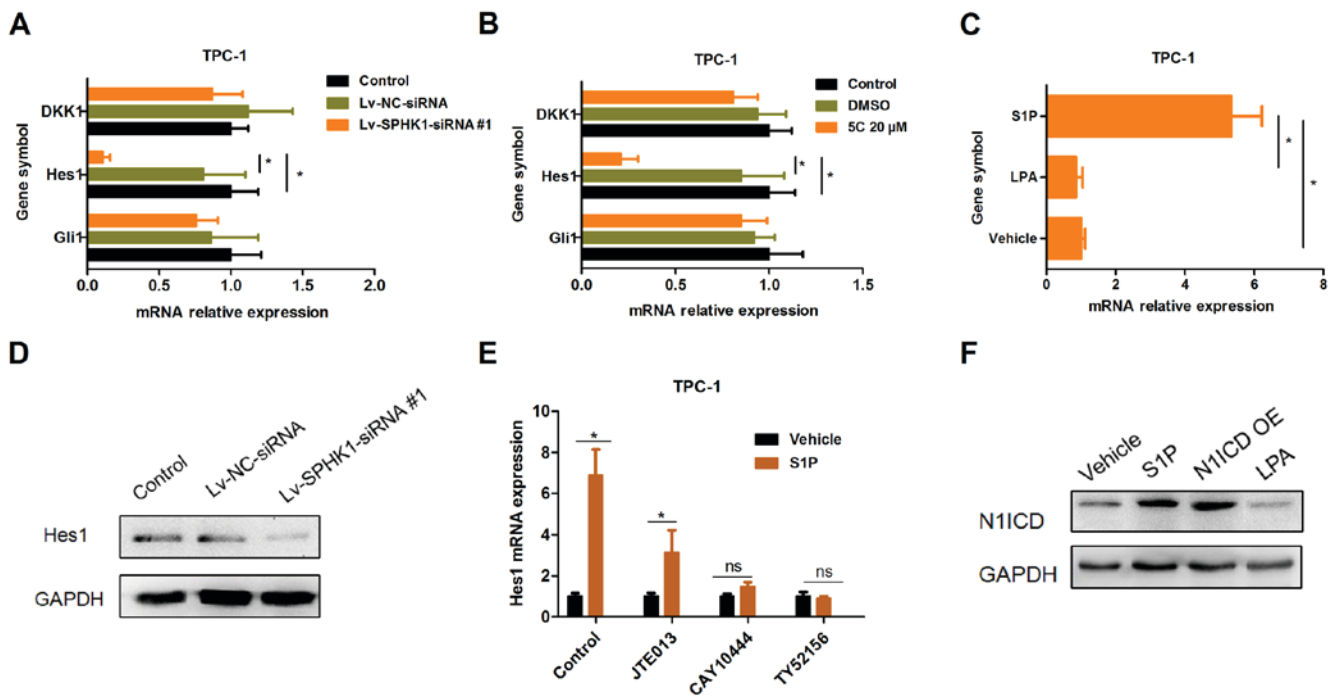 A
TPC-1
Gene symbol
DKK1
Hes1
Gli1
Control
Lv-NC-siRNA
Lv-SPHK1-siRNA #1
*
*
0.0 0.5 1.0 1.5 2.0
mRNA relative expression
B
TPC-1
Gene symbol
DKK1
Hes1
Gli1
Control
DMSO
5C 20 μM
*
*
0.0 0.5 1.0 1.5
mRNA relative expression
C
TPC-1
Gene symbol
S1P
LPA
Vehicle
*
*
0 2 4 6 8
mRNA relative expression
D
Control
Lv-NC-siRNA
Lv-SPHK1-siRNA #1
Hes1
GAPDH
E
TPC-1
Hes1 mRNA expression
10
8
6
4
2
0
Vehicle
S1P
*
*
ns
ns
Control
JTE013
CAY10444
TY52156
F
Vehicle
S1P
N1ICD OE
LPA
N1ICD
GAPDH